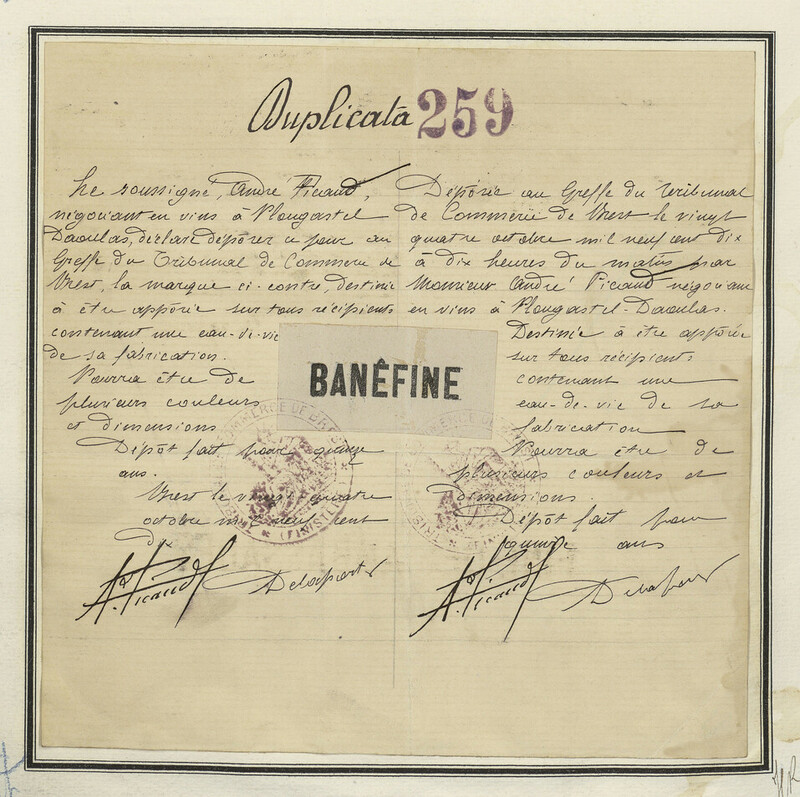 Duplicata 259
Le soussigné, André Picaud,
négociant en vins à Plougastel
Daoulas, déclare déposer ce jour au
Greffe du Tribunal de Commerce de
Brest, la marque ci-contre, destinée
à être apposée sur tous récipients
contenant une eau-de-vie
de sa fabrication.
Pourra être de
plusieurs couleurs
et dimensions
Dépôt fait pour quinze
ans.
Brest le vingt quatre
octobre mil neuf cent
dix
A. Picaud Delaporte
BANÊFINE
Déposée au Greffe du Tribunal
de Commerce de Brest le vingt
quatre octobre mil neuf cent dix
à dix heures du matin par
Monsieur André Picaud négociant
en vins à Plougastel-Daoulas.
Destinée à être apposée
sur tous récipients
contenant une
eau-de-vie de sa
fabrication
Pourra être de
plusieurs couleurs et
dimensions.
Dépôt fait pour
quinze ans
A. Picaud Delaporte
COMMERCE DE BREST
(FINISTÈRE)